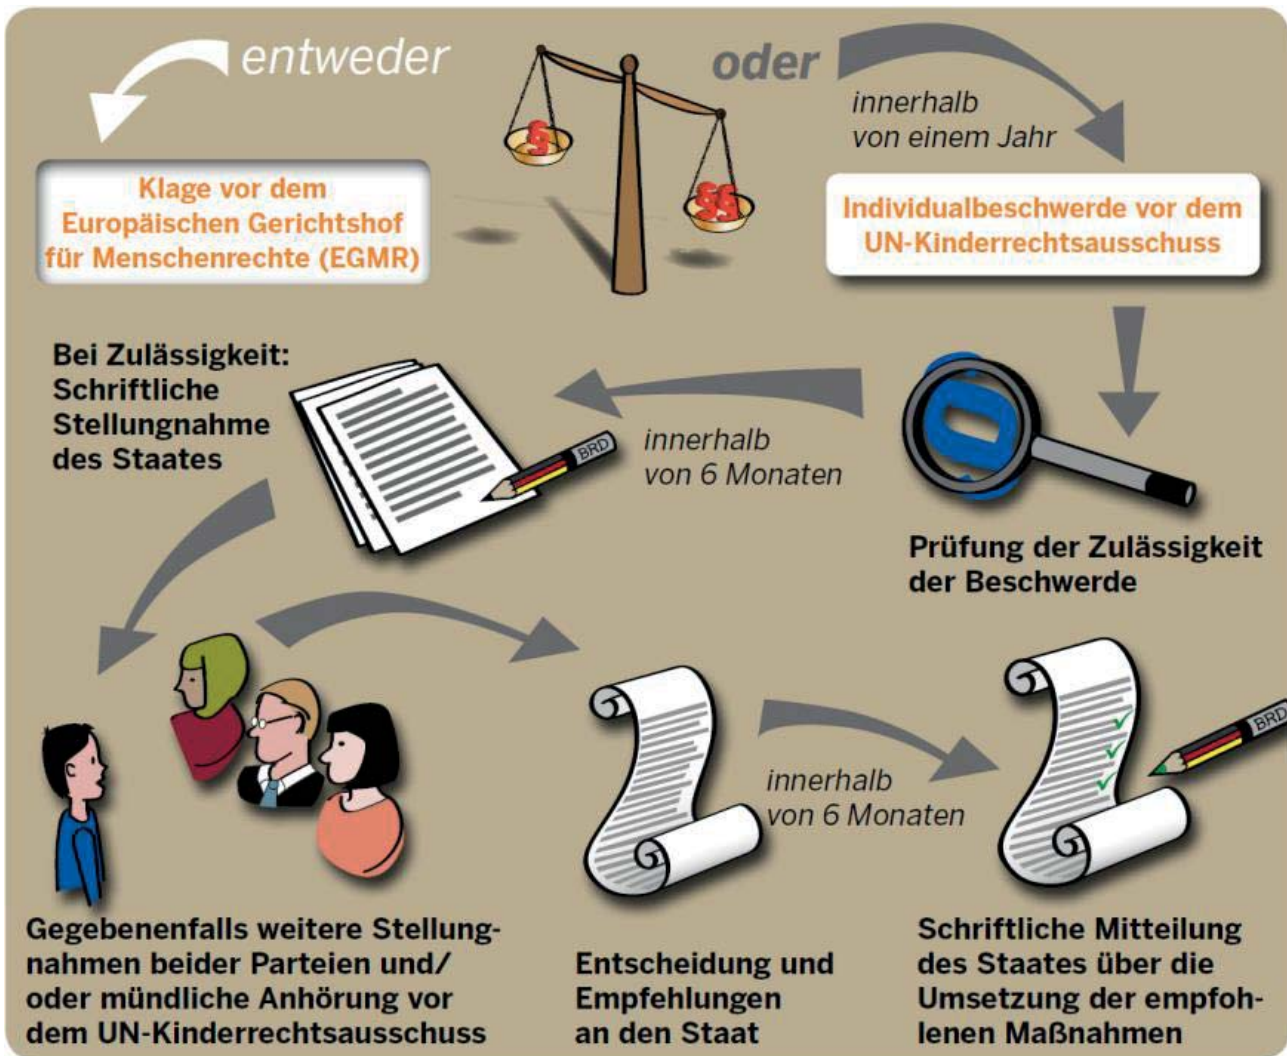 entweder
oder
innerhalb
von einem Jahr
Klage vor dem
Europäischen Gerichtshof
für Menschenrechte (EGMR)
§
§§
Individualbeschwerde vor dem
UN-Kinderrechtsausschuss
Prüfung der Zulässigkeit
der Beschwerde
innerhalb
von 6 Monaten
Bei Zulässigkeit:
Schriftliche
Stellungnahme
des Staates
BRD
Gegebenenfalls weitere Stellung-
nahmen beider Parteien und/
oder mündliche Anhörung vor
dem UN-Kinderrechtsausschuss
Entscheidung und
Empfehlungen
an den Staat
innerhalb
von 6 Monaten
BRD
Schriftliche Mitteilung
des Staates über die
Umsetzung der empfoh-
lenen Maßnahmen